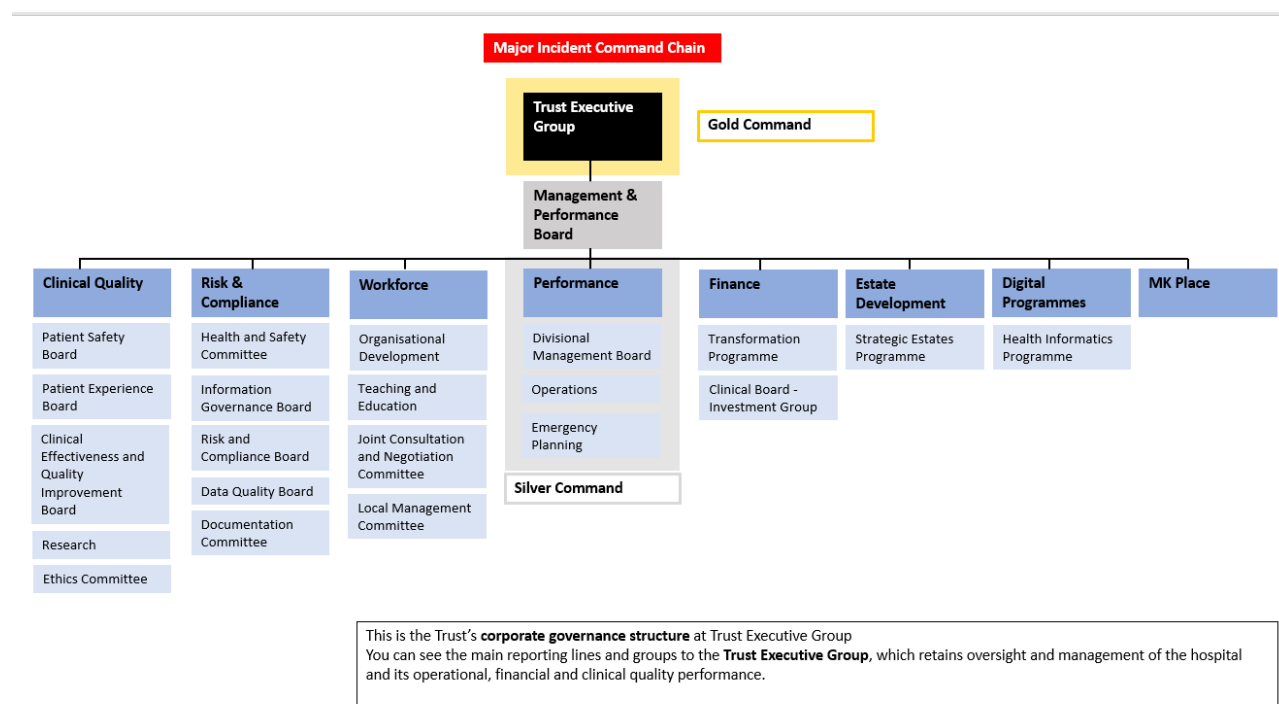 Major Incident Command Chain
Trust Executive
Group
Gold Command
Management &
Performance
Board
Clinical Quality
Patient Safety
Board
Patient Experience
Board
Clinical
Effectiveness and
Quality
Improvement
Board
Research
Ethics Committee
Risk &
Compliance
Health and Safety
Committee
Information
Governance Board
Risk and
Compliance Board
Data Quality Board
Documentation
Committee
Workforce
Organisational
Development
Teaching and
Education
Joint Consultation
and Negotiation
Committee
Local Management
Committee
Performance
Divisional
Management Board
Operations
Emergency
Planning
Silver Command
Finance
Transformation
Programme
Clinical Board -
Investment Group
Estate
Development
Strategic Estates
Programme
Digital
Programmes
Health Informatics
Programme
MK Place
This is the Trust’s corporate governance structure at Trust Executive Group
You can see the main reporting lines and groups to the Trust Executive Group, which retains oversight and management of the hospital
and its operational, financial and clinical quality performance.